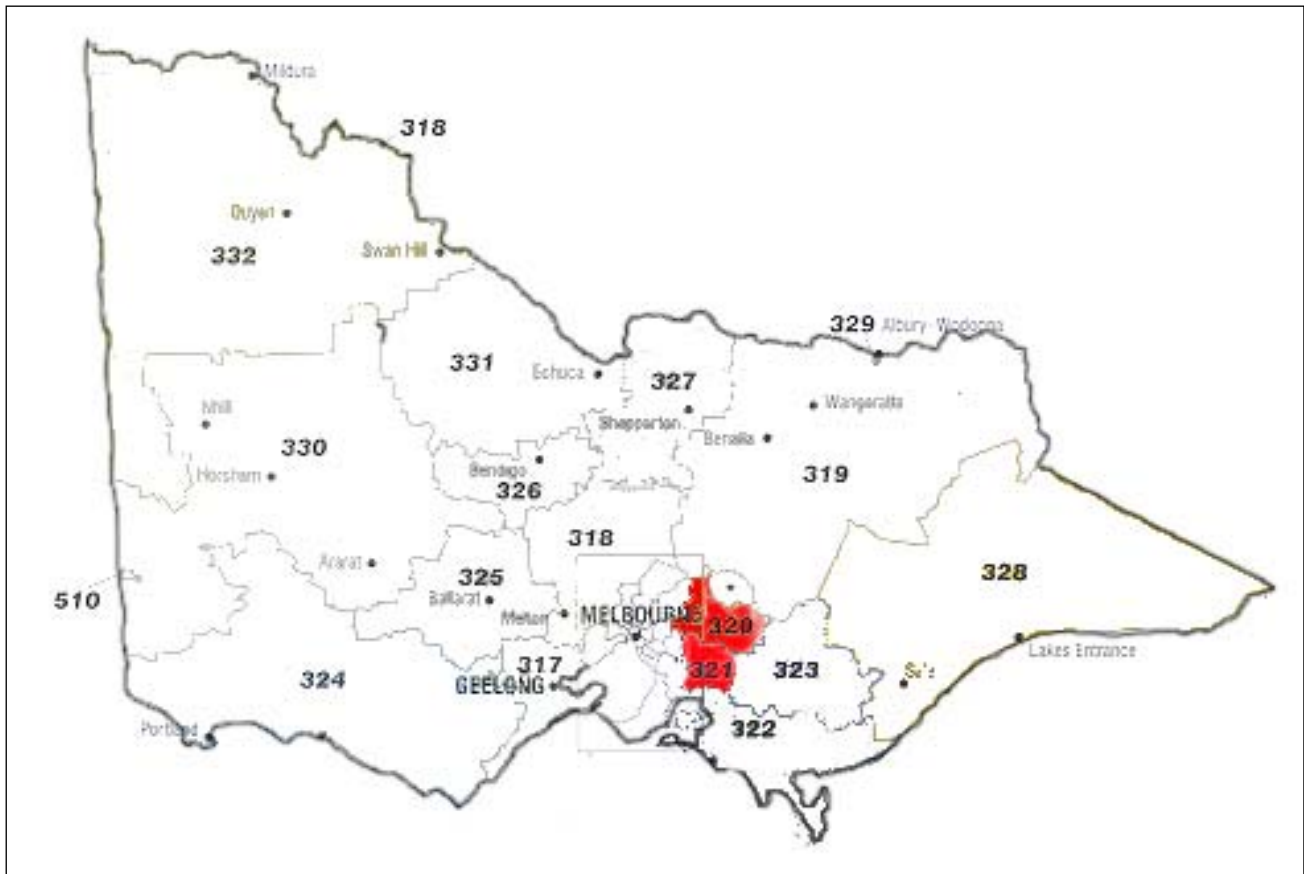 Mildura
318
Ouyen
332
Swan Hill
329
Albury-Wodonga
331
Echuca
327
Wangaratta
Nhill
Shepparton
Benalla
330
Horsham
Bendigo
326
319
318
Ararat
325
328
510
Ballarat
Melton
MELBOURNE
320
Lakes Entrance
317
321
323
Sale
324
GEELONG
322
Portland